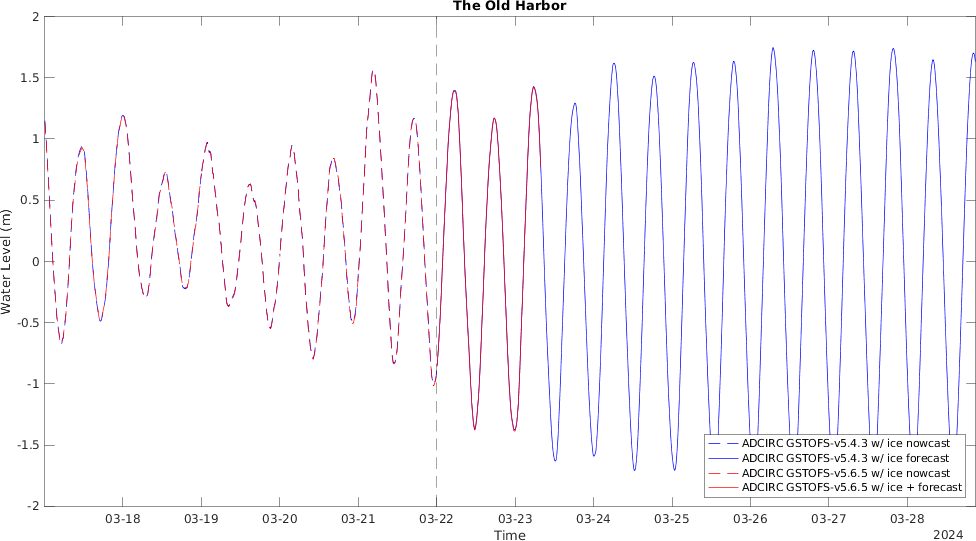 The Old Harbor
Water Level (m)
2
1.5
1
0.5
0
-0.5
-1
-1.5
-2
03-18 03-19 03-20 03-21 03-22 03-23 03-24 03-25 03-26 03-27 03-28
Time
2024
ADCIRC GSTOFS-v5.4.3 w/ ice nowcast
ADCIRC GSTOFS-v5.4.3 w/ ice forecast
ADCIRC GSTOFS-v5.6.5 w/ ice nowcast
ADCIRC GSTOFS-v5.6.5 w/ ice + forecast